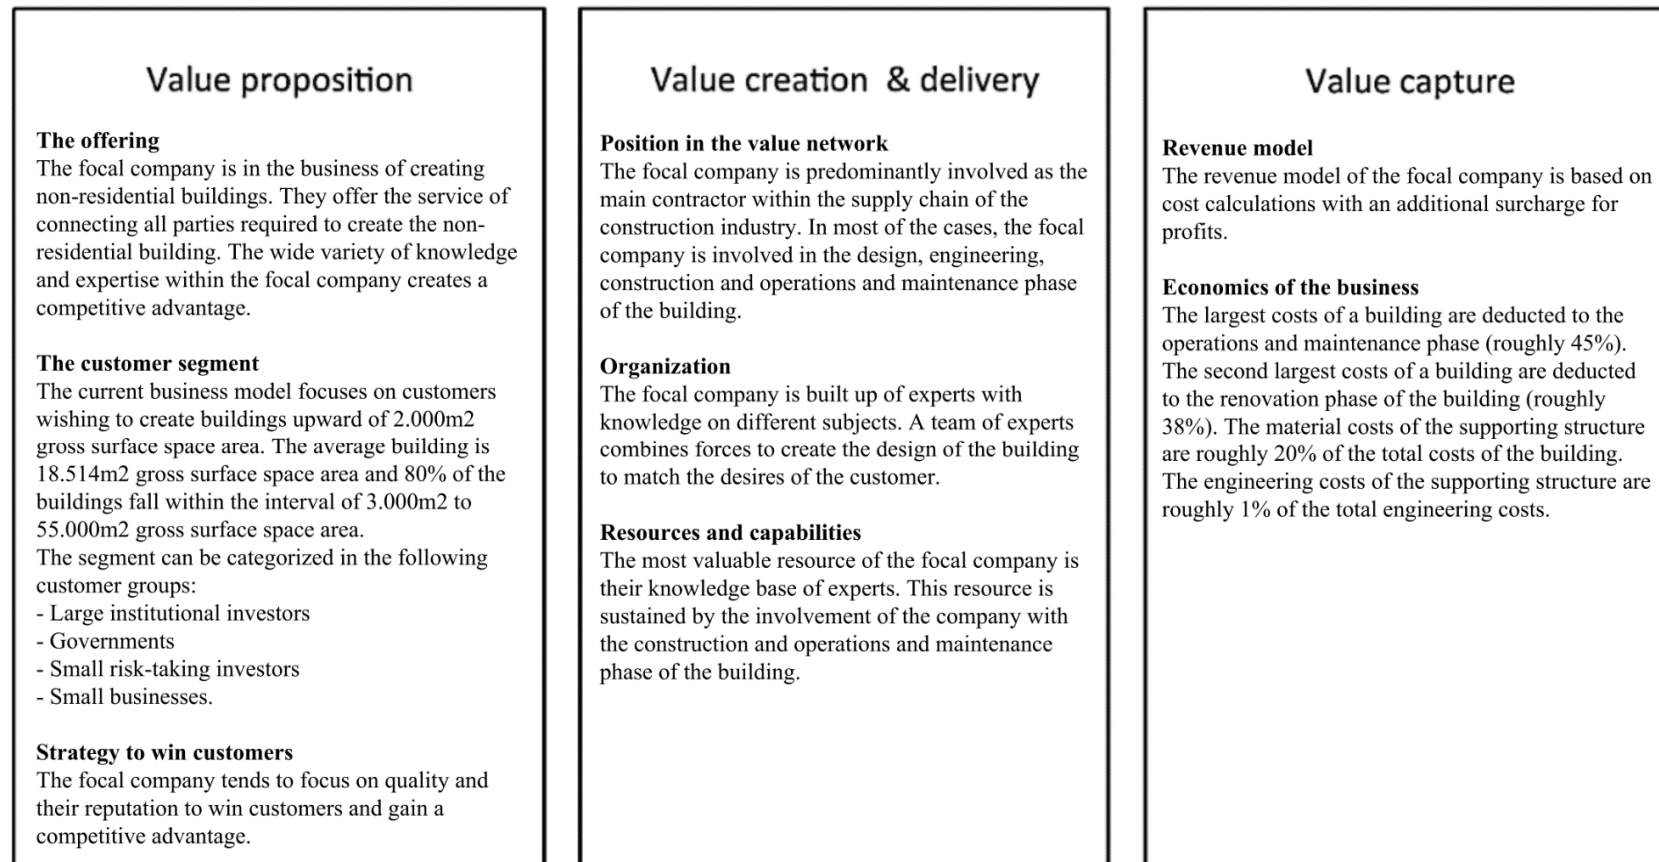 Value proposition
The offering
The focal company is in the business of creating
non-residential buildings. They offer the service of
connecting all parties required to create the non-
residential building. The wide variety of knowledge
and expertise within the focal company creates a
competitive advantage.
The customer segment
The current business model focuses on customers
wishing to create buildings upward of 2.000m2
gross surface space area. The average building is
18.514m2 gross surface space area and 80% of the
buildings fall within the interval of 3.000m2 to
55.000m2 gross surface space area.
The segment can be categorized in the following
customer groups:
- Large institutional investors
- Governments
- Small risk-taking investors
- Small businesses.
Strategy to win customers
The focal company tends to focus on quality and
their reputation to win customers and gain a
competitive advantage.
Value creation & delivery
Position in the value network
The focal company is predominantly involved as the
main contractor within the supply chain of the
construction industry. In most of the cases, the focal
company is involved in the design, engineering,
construction and operations and maintenance phase
of the building.
Organization
The focal company is built up of experts with
knowledge on different subjects. A team of experts
combines forces to create the design of the building
to match the desires of the customer.
Resources and capabilities
The most valuable resource of the focal company is
their knowledge base of experts. This resource is
sustained by the involvement of the company with
the construction and operations and maintenance
phase of the building.
Value capture
Revenue model
The revenue model of the focal company is based on
cost calculations with an additional surcharge for
profits.
Economics of the business
The largest costs of a building are deducted to the
operations and maintenance phase (roughly 45%).
The second largest costs of a building are deducted
to the renovation phase of the building (roughly
38%). The material costs of the supporting structure
are roughly 20% of the total costs of the building.
The engineering costs of the supporting structure are
roughly 1% of the total engineering costs.